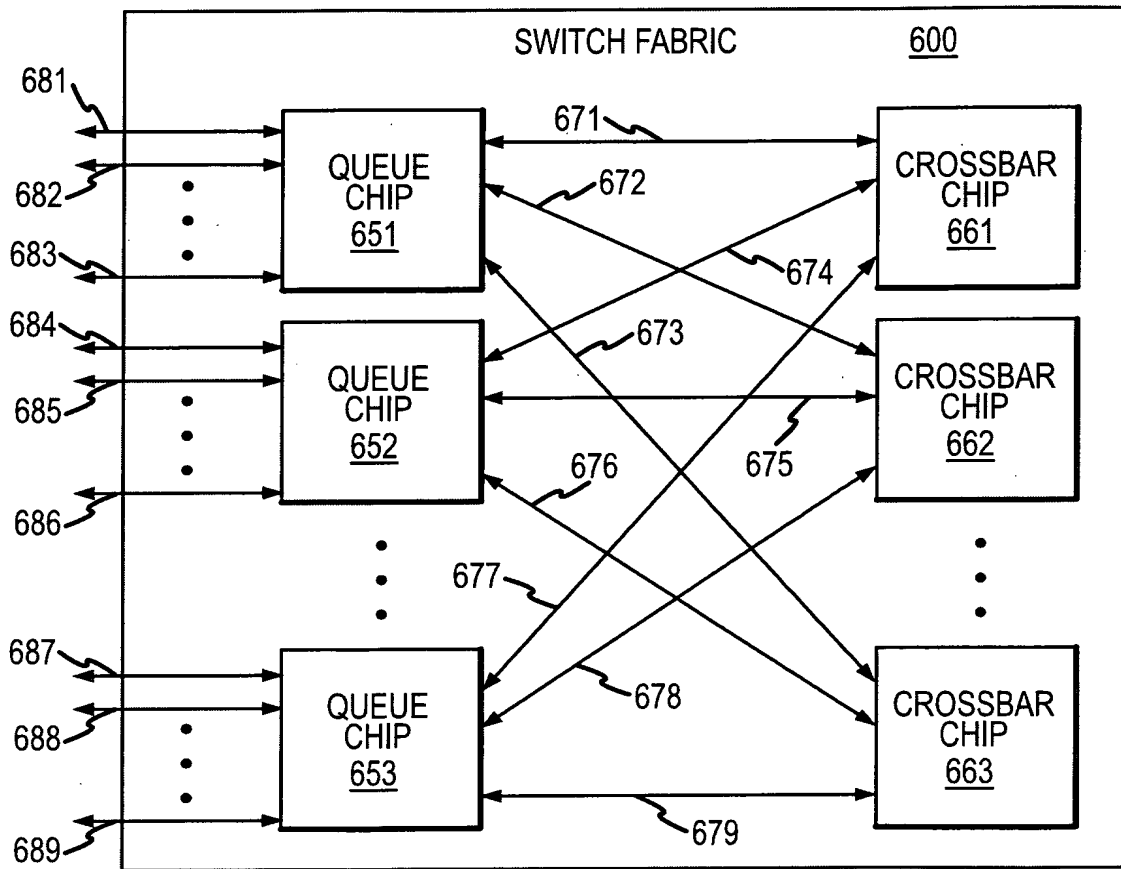 SWITCH FABRIC 600
681
682
683
684
685
686
687
688
689
QUEUE
CHIP
651
QUEUE
CHIP
652
QUEUE
CHIP
653
671
672
674
673
675
676
677
678
679
CROSSBAR
CHIP
661
CROSSBAR
CHIP
662
CROSSBAR
CHIP
663